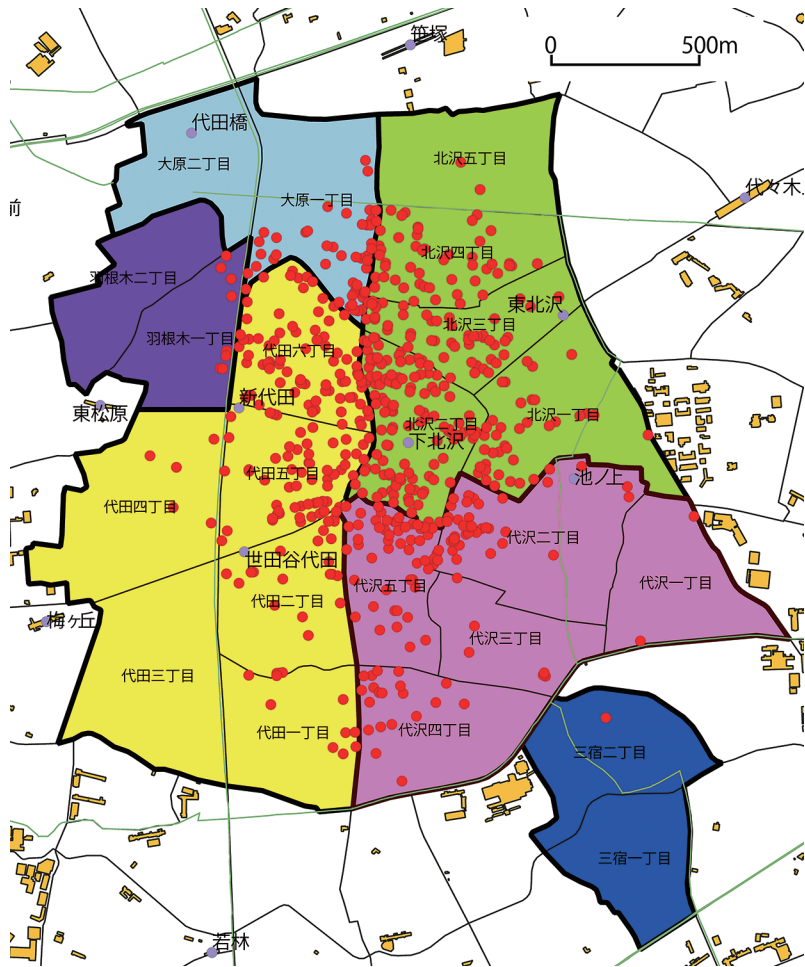 笹塚
0 500m
代田橋
大原二丁目
北沢五丁目
代々木上
大原一丁目
前
北沢四丁目
羽根木二丁目
東北沢
北沢三丁目
羽根木一丁目
代田六丁目
新代田
東松原
北沢一丁目
北沢二丁目
下北沢
代田五丁目
池ノ上
代田四丁目
代沢二丁目
世田谷代田
代沢五丁目
代沢一丁目
代田二丁目
梅ヶ丘
代沢三丁目
代田三丁目
代田一丁目
代沢四丁目
三宿二丁目
三宿一丁目
若林